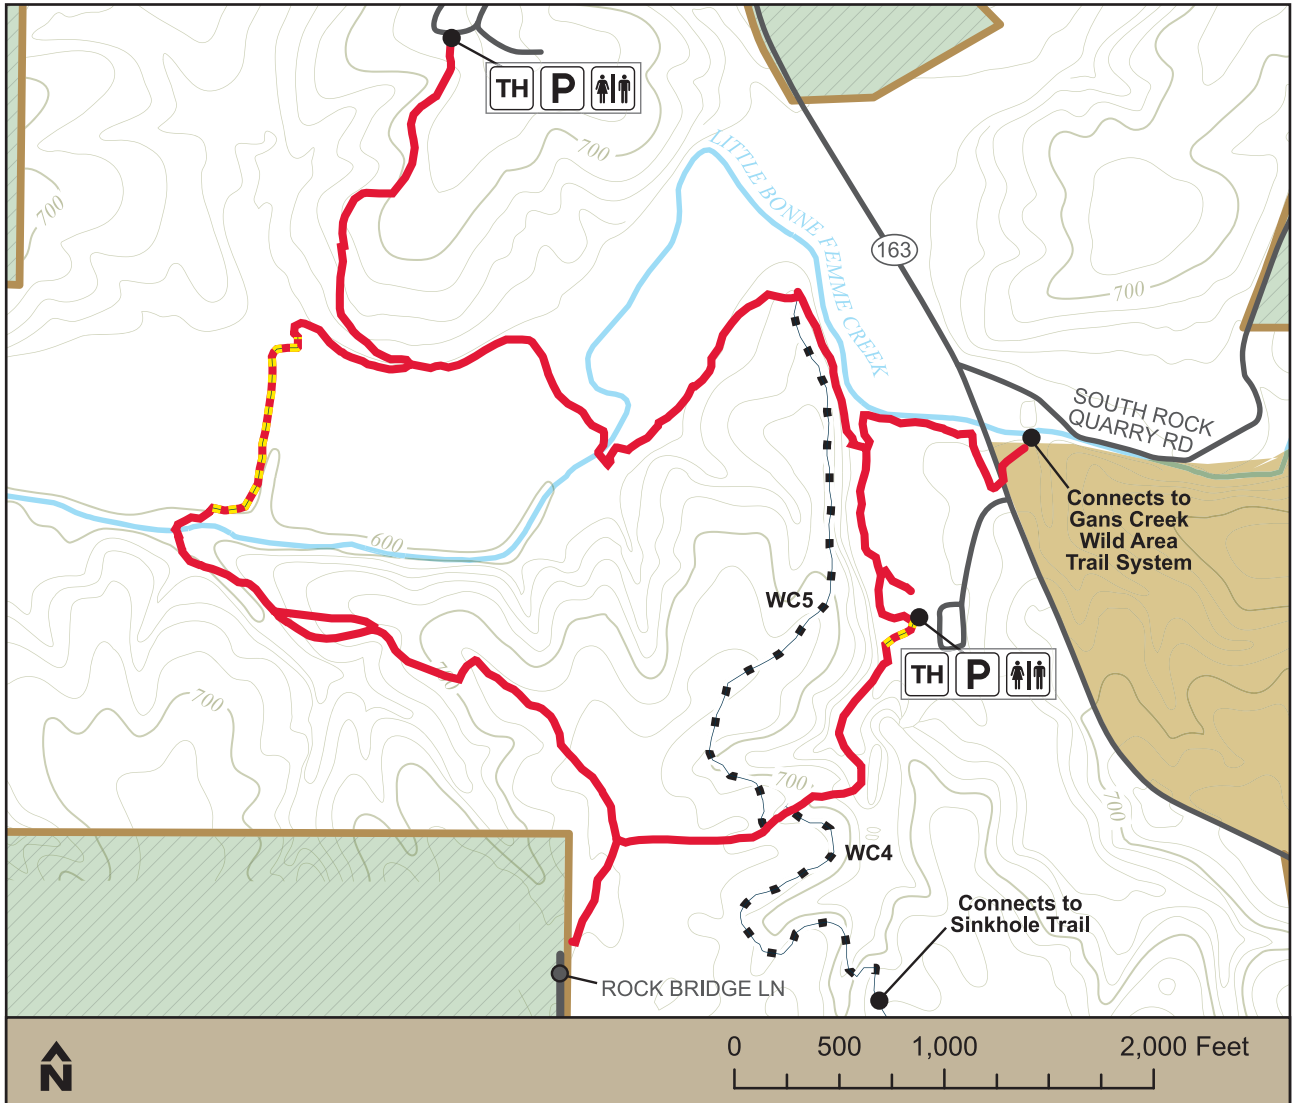 TH P
700
LITTLE BONNE FEMME CREEK
700
163
700
SOUTH ROCK
QUARRY RD
Connects to
Gans Creek
Wild Area
Trail System
600
WC5
TH P
700
700
700
WC4
Connects to
Sinkhole Trail
ROCK BRIDGE LN
N
0 500 1,000 2,000 Feet